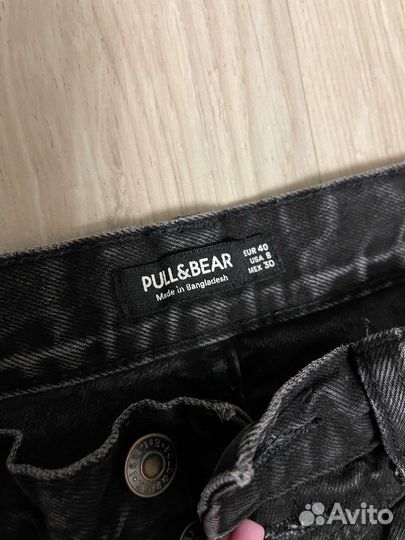 PULL&BEAR
Made in Bangladesh
EUR 40
USA 8
MEX 30
Avito